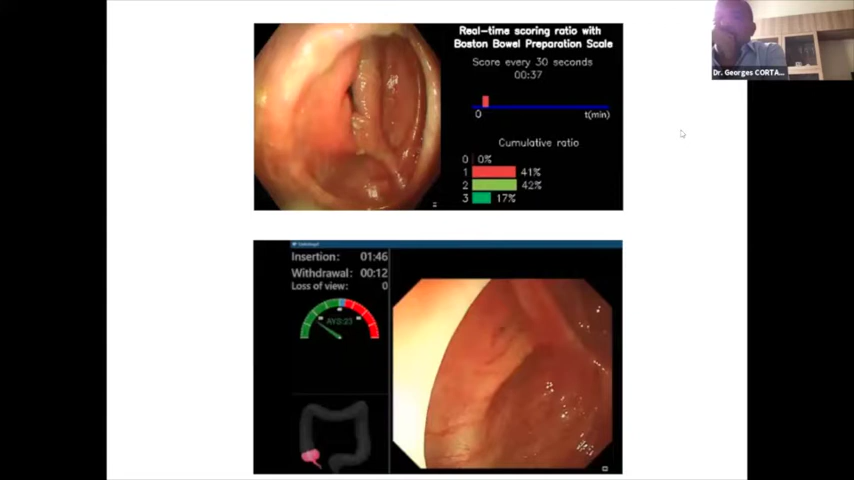 Real-time scoring ratio with
Boston Bowel Preparation Scale
Score every 30 seconds
00:37
0
t(min)
Cumulative ratio
0 0%
1 41%
2 42%
3 17%
Dr. Georges CORTA...
Insertion: 01:46
Withdrawal: 00:12
Loss of view: 0